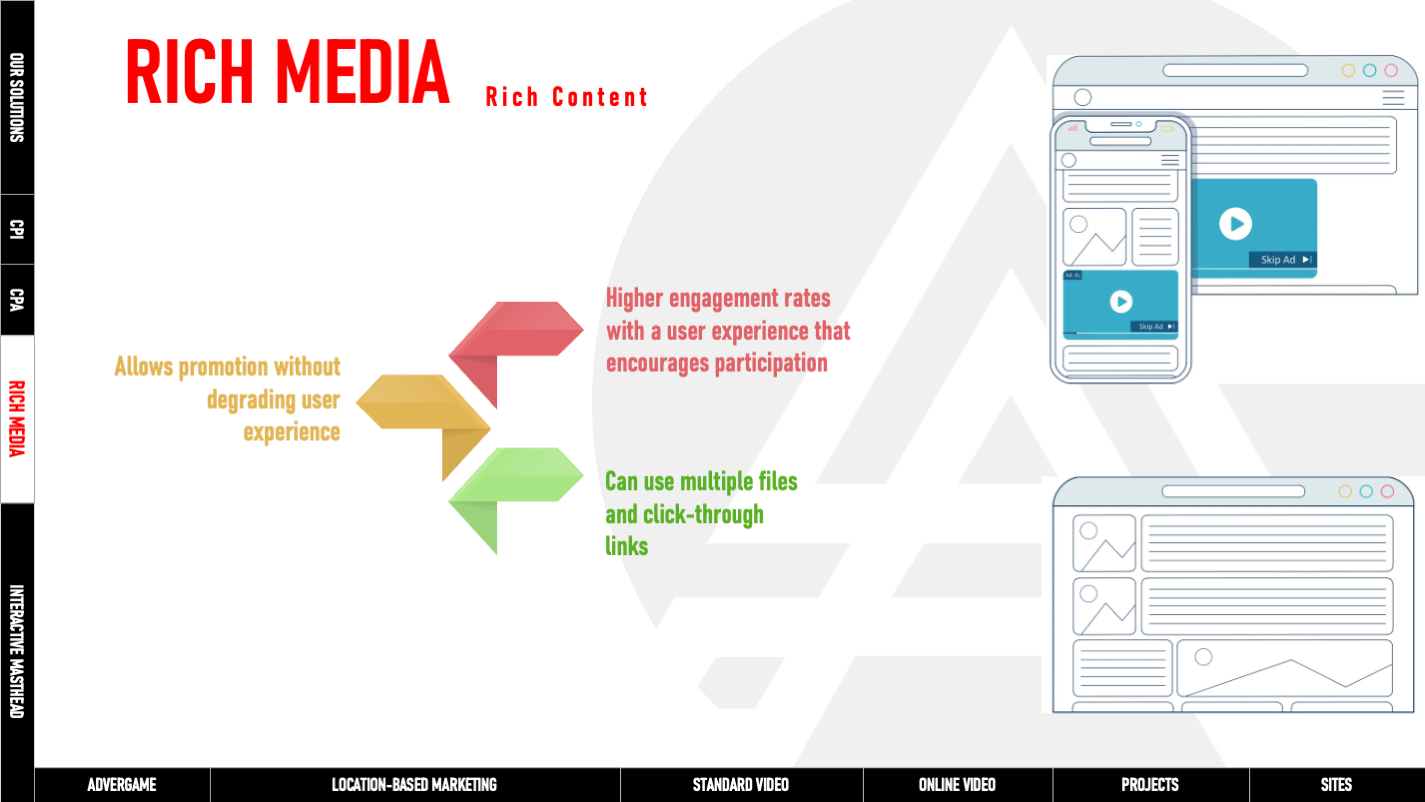 RICH MEDIA
Rich Content
OUR SOLUTIONS
CPI
CPA
RICH MEDIA
INTERACTIVE MASTHEAD
Higher engagement rates
with a user experience that
encourages participation
Allows promotion without
degrading user
experience
Can use multiple files
and click-through
links
Skip Ad
Skip Ad
ADVERGAME
LOCATION-BASED MARKETING
STANDARD VIDEO
ONLINE VIDEO
PROJECTS
SITES